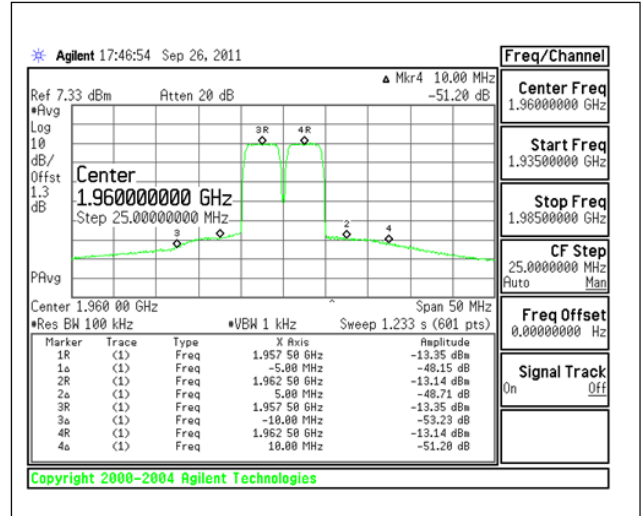 Agilent 17:46:54 Sep 26, 2011
Freq/Channel
Δ Mkr4 10.00 MHz
Ref 7.33 dBm Atten 20 dB -51.20 dB
*Avg
Log
10
dB/
Offst
1.3
dB
PAvg
3R 4R
Center
1.960000000 GHz
Step 25.00000000 MHz
3 2 4
Center 1.960 00 GHz Span 50 MHz
*Res BW 100 kHz *VBW 1 kHz Sweep 1.233 s (601 pts)
Marker Trace Type X Axis Amplitude
1R (1) Freq 1.957 50 GHz -13.35 dBm
1Δ (1) Freq -5.00 MHz -48.15 dB
2R (1) Freq 1.962 50 GHz -13.14 dBm
2Δ (1) Freq 5.00 MHz -48.71 dB
3R (1) Freq 1.957 50 GHz -13.35 dBm
3Δ (1) Freq -10.00 MHz -53.23 dB
4R (1) Freq 1.962 50 GHz -13.14 dBm
4Δ (1) Freq 10.00 MHz -51.20 dB
Center Freq
1.96000000 GHz
Start Freq
1.93500000 GHz
Stop Freq
1.98500000 GHz
CF Step
25.0000000 MHz
Auto Man
Freq Offset
0.00000000 Hz
Signal Track
On Off
Copyright 2000-2004 Agilent Technologies